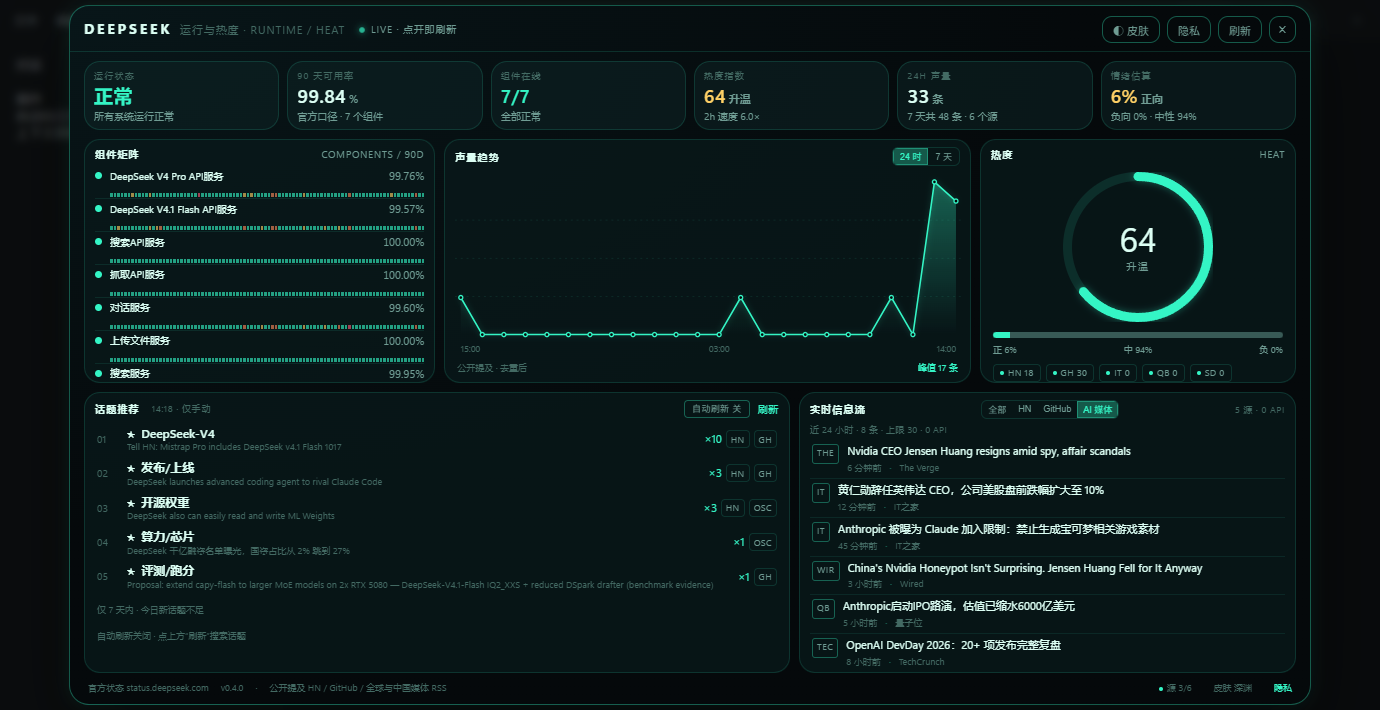 DEEPSEEK 运行与热度 · RUNTIME / HEAT LIVE · 点开即刷新 皮肤 隐私 刷新 ×
运行状态
正常
所有系统运行正常
90 天可用率
99.84 %
官方口径 · 7 个组件
组件在线
7/7
全部正常
热度指数
64 升温
2h 速度 6.0×
24H 声量
33 条
7 天共 48 条 · 6 个源
情绪估算
6% 正向
负向 0% · 中性 94%
组件矩阵 COMPONENTS / 90D
DeepSeek V4 Pro API服务 99.76%
DeepSeek V4.1 Flash API服务 99.57%
搜索API服务 100.00%
抓取API服务 100.00%
对话服务 99.60%
上传文件服务 100.00%
搜索服务 99.95%
声量趋势 24 时 7 天
15:00 03:00 14:00
公开提及 · 去重后 峰值 17 条
热度 HEAT
64
升温
正 6% 中 94% 负 0%
HN 18 GH 30 IT 0 QB 0 SD 0
话题推荐 14:18 · 仅手动 自动刷新 关 刷新
01 ★ DeepSeek-V4 ×10 HN GH
Tell HN: Mistrap Pro includes DeepSeek v4.1 Flash 1017
02 ★ 发布/上线 ×3 HN GH
DeepSeek launches advanced coding agent to rival Claude Code
03 ★ 开源权重 ×3 HN OSC
DeepSeek also can easily read and write ML Weights
04 ★ 算力/芯片 ×1 OSC
DeepSeek 千亿融资名单曝光，国资占比从 2% 跳到 27%
05 ★ 评测/跑分 ×1 GH
Proposal: extend capy-flash to larger MoE models on 2x RTX 5080 — DeepSeek-V4.1-Flash IQ2_XXS + reduced DSpark drafter (benchmark evidence)
仅 7 天内 · 今日新话题不足
自动刷新关闭 · 点上方"刷新"搜索话题
实时信息流 全部 HN GitHub AI 媒体 5 源 · 0 API
近 24 小时 · 8 条 · 上限 30 · 0 API
THE Nvidia CEO Jensen Huang resigns amid spy, affair scandals
6 分钟前 · The Verge
IT 黄仁勋辞任英伟达 CEO，公司美股盘前跌幅扩大至 10%
12 分钟前 · IT之家
IT Anthropic 被曝为 Claude 加入限制：禁止生成宝可梦相关游戏素材
45 分钟前 · IT之家
WIR China's Nvidia Honeypot Isn't Surprising. Jensen Huang Fell for It Anyway
3 小时前 · Wired
QB Anthropic启动IPO路演，估值已缩水6000亿美元
5 小时前 · 量子位
TEC OpenAI DevDay 2026：20+ 项发布完整复盘
8 小时前 · TechCrunch
官方状态 status.deepseek.com v0.4.0 · 公开提及 HN / GitHub / 全球与中国媒体 RSS 源 3/6 皮肤 深渊 隐私